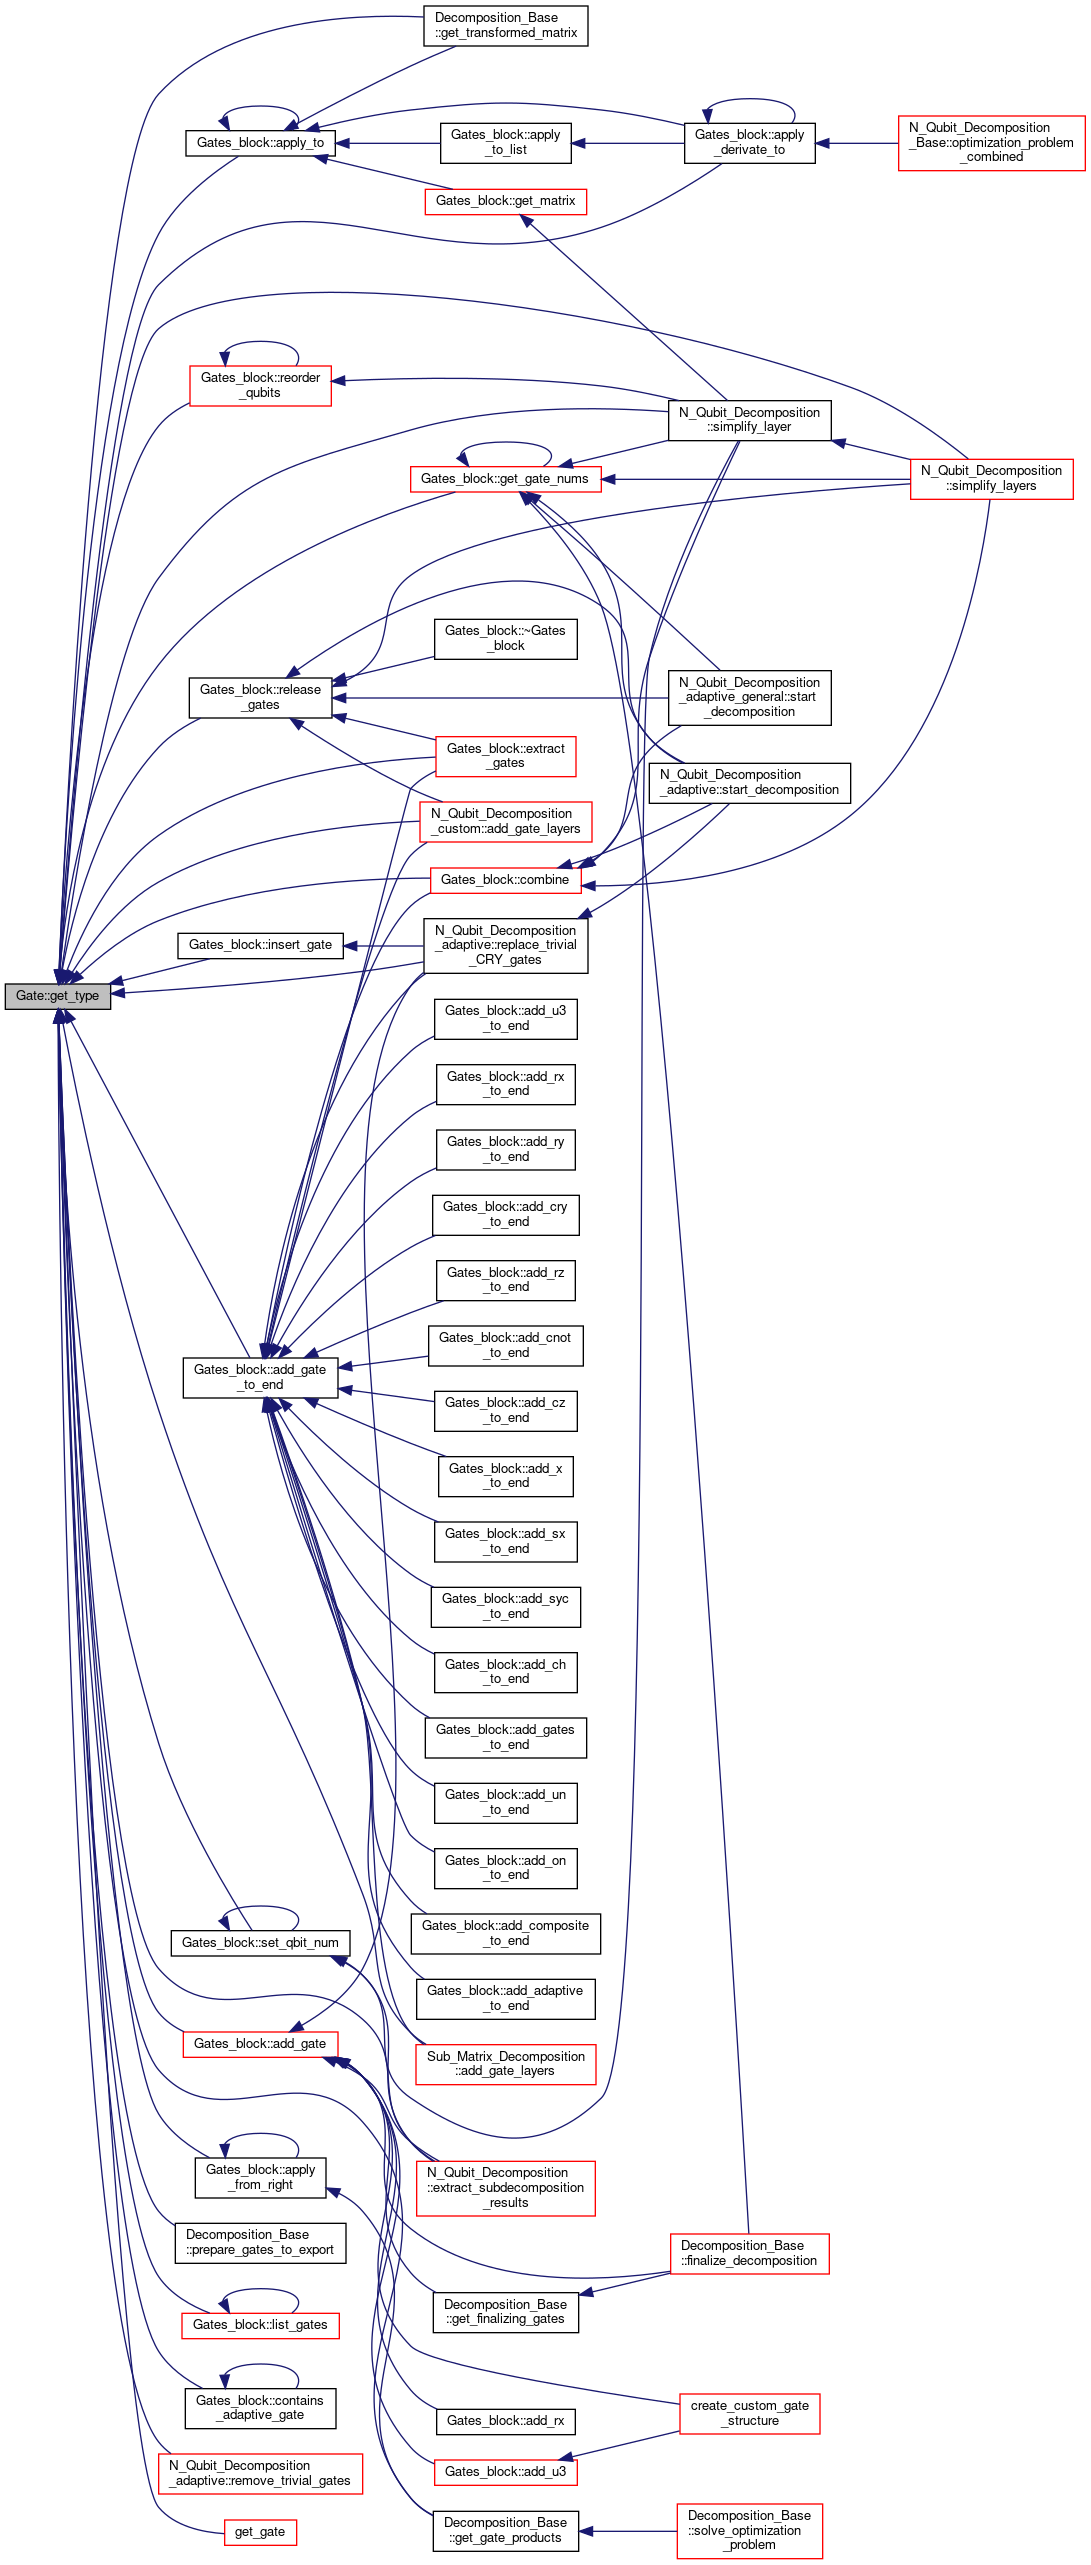 Decomposition_Base
::get_transformed_matrix
Gates_block::apply_to
Gates_block::apply
_to_list
Gates_block::apply
_derivate_to
N_Qubit_Decomposition
_Base::optimization_problem
_combined
Gates_block::get_matrix
Gates_block::reorder
_qubits
N_Qubit_Decomposition
::simplify_layer
Gates_block::get_gate_nums
N_Qubit_Decomposition
::simplify_layers
Gates_block::~Gates
_block
Gates_block::release
_gates
N_Qubit_Decomposition
_adaptive_general::start
_decomposition
Gates_block::extract
_gates
N_Qubit_Decomposition
_adaptive::start_decomposition
N_Qubit_Decomposition
_custom::add_gate_layers
Gates_block::combine
Gates_block::insert_gate
N_Qubit_Decomposition
_adaptive::replace_trivial
_CRY_gates
Gate::get_type
Gates_block::add_u3
_to_end
Gates_block::add_rx
_to_end
Gates_block::add_ry
_to_end
Gates_block::add_cry
_to_end
Gates_block::add_rz
_to_end
Gates_block::add_cnot
_to_end
Gates_block::add_gate
_to_end
Gates_block::add_cz
_to_end
Gates_block::add_x
_to_end
Gates_block::add_sx
_to_end
Gates_block::add_syc
_to_end
Gates_block::add_ch
_to_end
Gates_block::add_gates
_to_end
Gates_block::add_un
_to_end
Gates_block::add_on
_to_end
Gates_block::add_composite
_to_end
Gates_block::set_qbit_num
Gates_block::add_adaptive
_to_end
Gates_block::add_gate
Sub_Matrix_Decomposition
::add_gate_layers
Gates_block::apply
_from_right
N_Qubit_Decomposition
::extract_subdecomposition
_results
Decomposition_Base
::prepare_gates_to_export
Decomposition_Base
::finalize_decomposition
Gates_block::list_gates
Decomposition_Base
::get_finalizing_gates
Gates_block::contains
_adaptive_gate
Gates_block::add_rx
create_custom_gate
_structure
N_Qubit_Decomposition
_adaptive::remove_trivial_gates
Gates_block::add_u3
get_gate
Decomposition_Base
::get_gate_products
Decomposition_Base
::solve_optimization
_problem